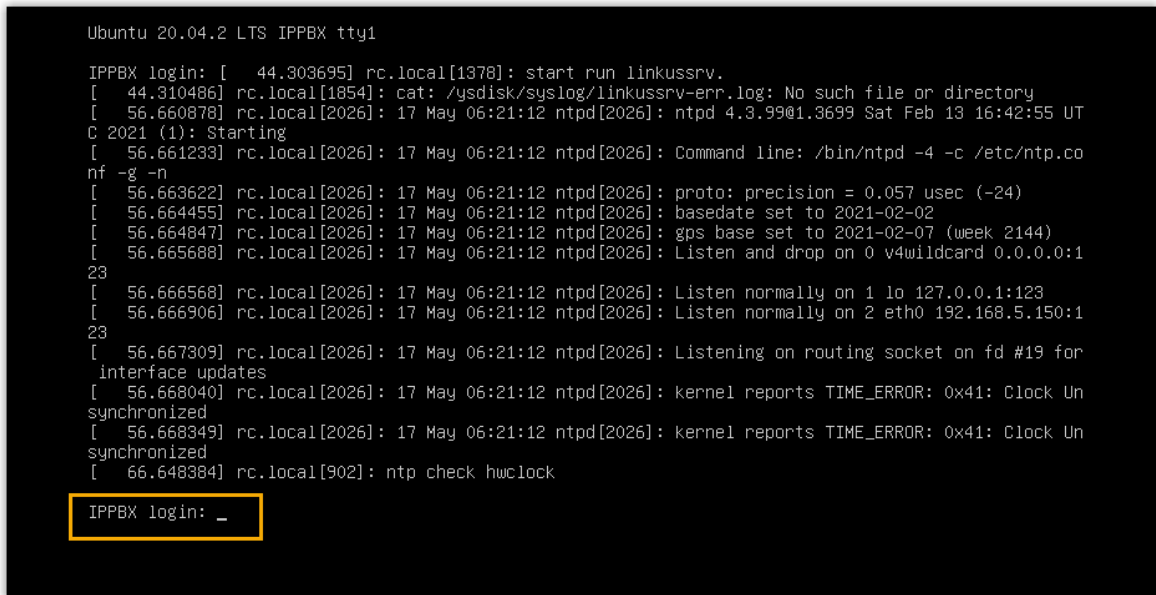 Ubuntu 20.04.2 LTS IPPBX tty1
IPPBX login: [   44.303695] rc.local[1378]: start run linkussrv.
[   44.310486] rc.local[1854]: cat: /ysdisk/syslog/linkussrv-err.log: No such file or directory
[   56.660878] rc.local[2026]: 17 May 06:21:12 ntpd[2026]: ntpd 4.3.99@1.3699 Sat Feb 13 16:42:55 UT
C 2021 (1): Starting
[   56.661233] rc.local[2026]: 17 May 06:21:12 ntpd[2026]: Command line: /bin/ntpd -4 -c /etc/ntp.co
nf -g -n
[   56.663622] rc.local[2026]: 17 May 06:21:12 ntpd[2026]: proto: precision = 0.057 usec (-24)
[   56.664455] rc.local[2026]: 17 May 06:21:12 ntpd[2026]: basedate set to 2021-02-02
[   56.664847] rc.local[2026]: 17 May 06:21:12 ntpd[2026]: gps base set to 2021-02-07 (week 2144)
[   56.665688] rc.local[2026]: 17 May 06:21:12 ntpd[2026]: Listen and drop on 0 v4wildcard 0.0.0.0:1
23
[   56.666568] rc.local[2026]: 17 May 06:21:12 ntpd[2026]: Listen normally on 1 lo 127.0.0.1:123
[   56.666906] rc.local[2026]: 17 May 06:21:12 ntpd[2026]: Listen normally on 2 eth0 192.168.5.150:1
23
[   56.667309] rc.local[2026]: 17 May 06:21:12 ntpd[2026]: Listening on routing socket on fd #19 for
 interface updates
[   56.668040] rc.local[2026]: 17 May 06:21:12 ntpd[2026]: kernel reports TIME_ERROR: 0x41: Clock Un
synchronized
[   56.668349] rc.local[2026]: 17 May 06:21:12 ntpd[2026]: kernel reports TIME_ERROR: 0x41: Clock Un
synchronized
[   66.648384] rc.local[902]: ntp check hwclock
IPPBX login: _